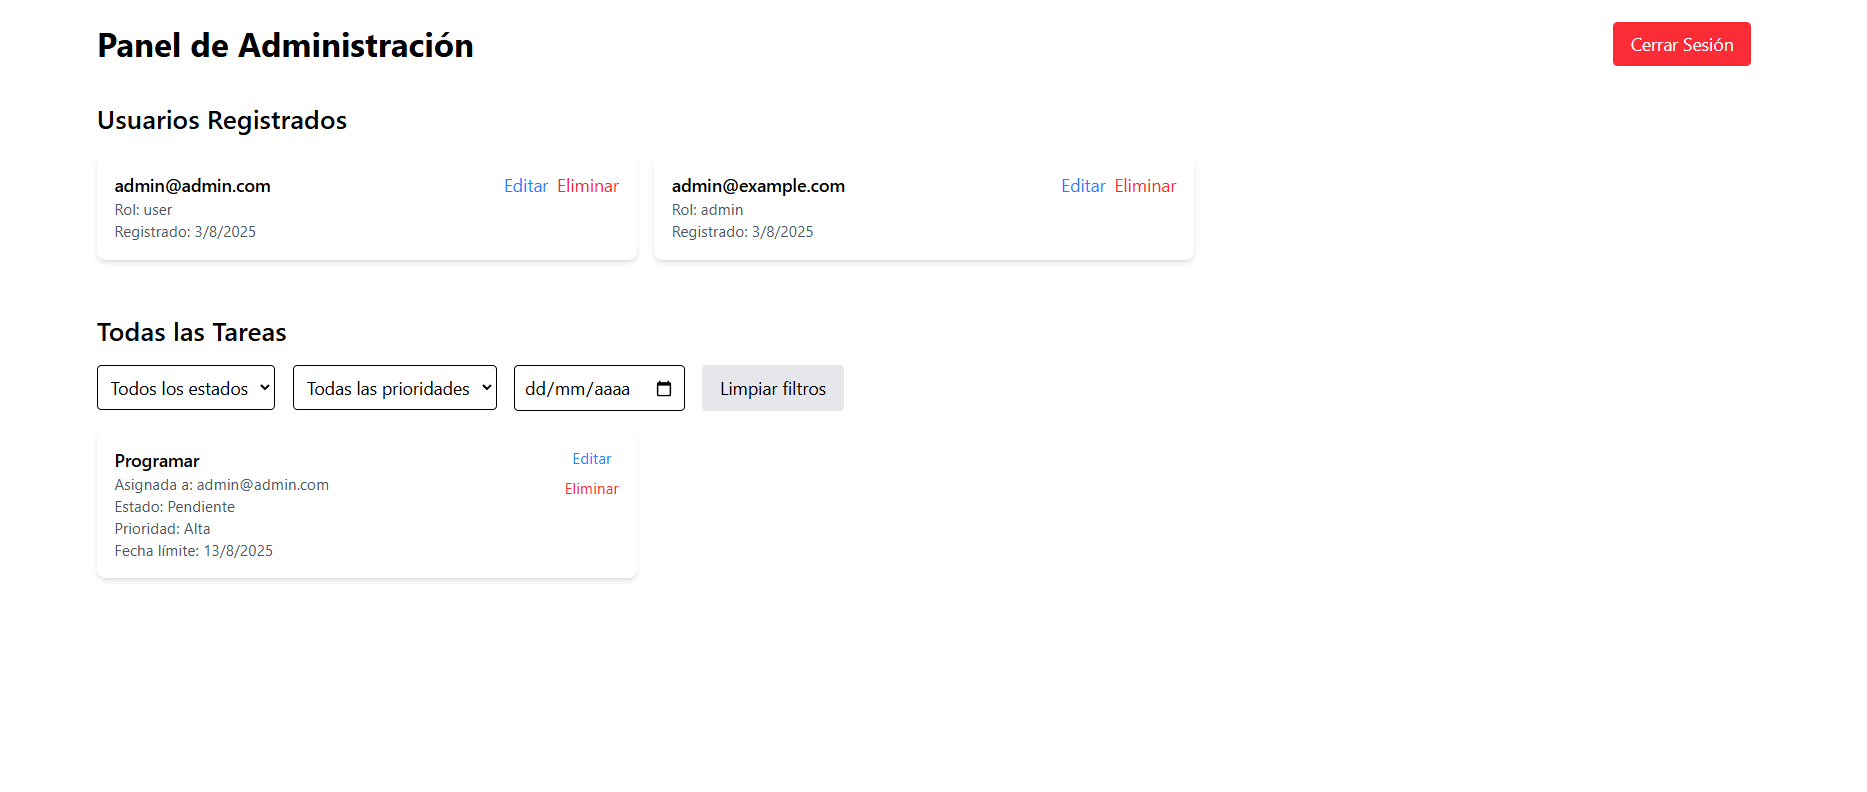 Panel de Administración
Cerrar Sesión
Usuarios Registrados
admin@admin.com
Editar Eliminar
Rol: user
Registrado: 3/8/2025
admin@example.com
Editar Eliminar
Rol: admin
Registrado: 3/8/2025
Todas las Tareas
Todos los estados
Todas las prioridades
dd/mm/aaaa
Limpiar filtros
Programar
Editar
Asignada a: admin@admin.com
Eliminar
Estado: Pendiente
Prioridad: Alta
Fecha límite: 13/8/2025